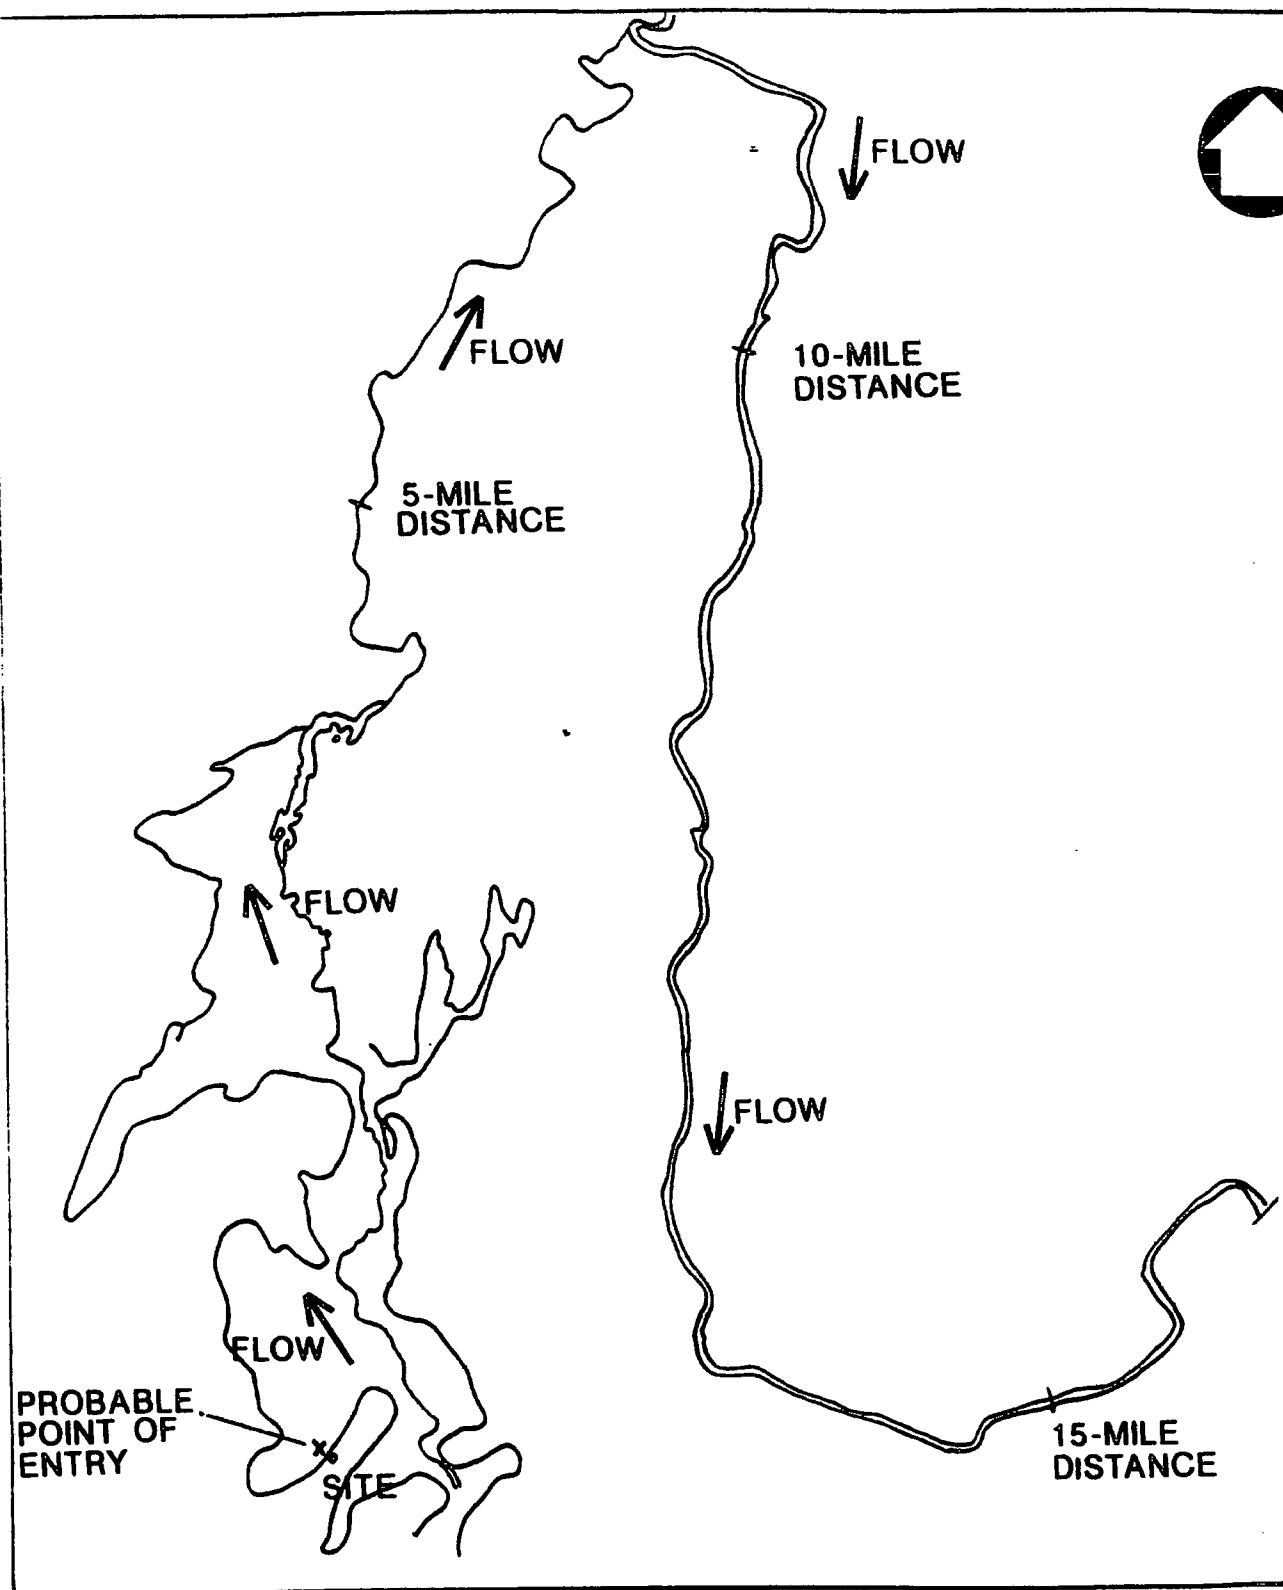 FLOW
FLOW
10-MILE
DISTANCE
5-MILE
DISTANCE
FLOW
FLOW
FLOW
PROBABLE
POINT OF
ENTRY
SITE
15-MILE
DISTANCE